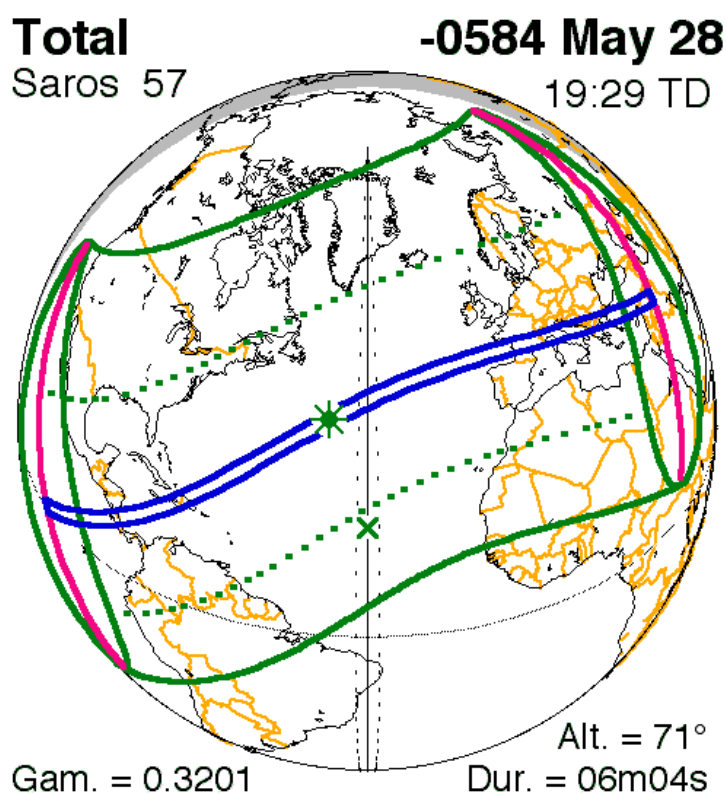 Total -0584 May 28
Saros 57 19:29 TD
Alt. = 71°
Gam. = 0.3201 Dur. = 06m04s